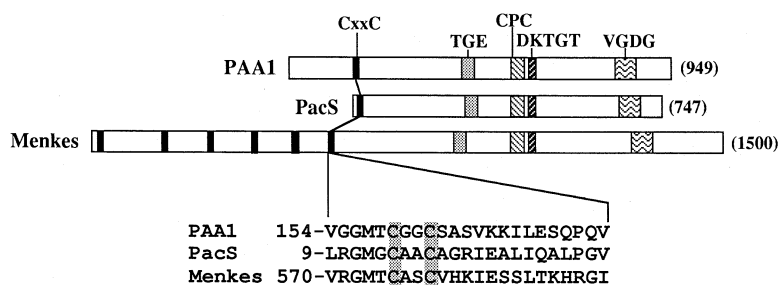 CxxC
CPC
TGE
DKTGT
VGDG
PAA1 (949)
PacS (747)
Menkes (1500)
PAA1 154-VGGMTCGGCSASVKKILESQPQV
PacS 9-LRGMGCAACAGRIEALIQALPGV
Menkes 570-VRGMTCASCVHKIESSLTKHRGI